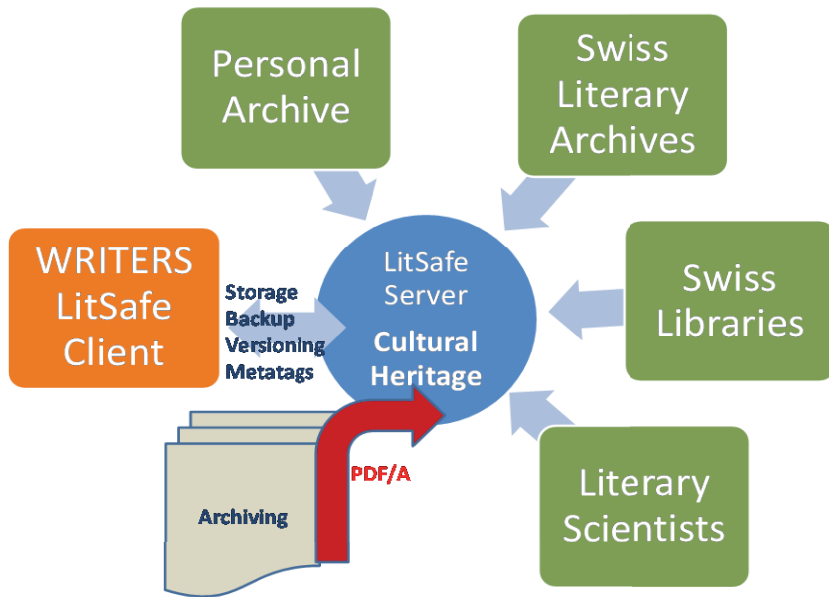 Personal
Archive
Swiss
Literary
Archives
WRITERS
LitSafe
Client
Storage
Backup
Versioning
Metatags
LitSafe
Server
Cultural
Heritage
Swiss
Libraries
PDF/A
Archiving
Literary
Scientists